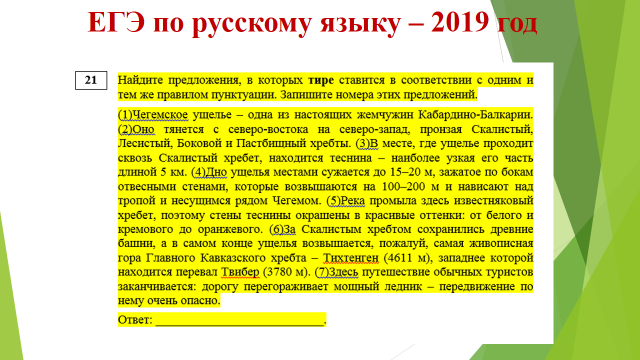 ЕГЭ по русскому языку – 2019 год
21
Найдите предложения, в которых тире ставится в соответствии с одним и
тем же правилом пунктуации. Запишите номера этих предложений.
(1)Чегемское ущелье – одна из настоящих жемчужин Кабардино-Балкарии.
(2)Оно тянется с северо-востока на северо-запад, пронзая Скалистый,
Лесистый, Боковой и Пастбищный хребты. (3)В месте, где ущелье проходит
сквозь Скалистый хребет, находится теснина – наиболее узкая его часть
длиной 5 км. (4)Дно ущелья местами сужается до 15–20 м, зажатое по бокам
отвесными стенами, которые возвышаются на 100–200 м и нависают над
тропой и несущимся рядом Чегемом. (5)Река промыла здесь известняковый
хребет, поэтому стены теснины окрашены в красивые оттенки: от белого и
кремового до оранжевого. (6)За Скалистым хребтом сохранились древние
башни, а в самом конце ущелья возвышается, пожалуй, самая живописная
гора Главного Кавказского хребта – Тихтенген (4611 м), западнее которой
находится перевал Твибер (3780 м). (7)Здесь путешествие обычных туристов
заканчивается: дорогу перегораживает мощный ледник – передвижение по
нему очень опасно.
Ответ: ____________________________.